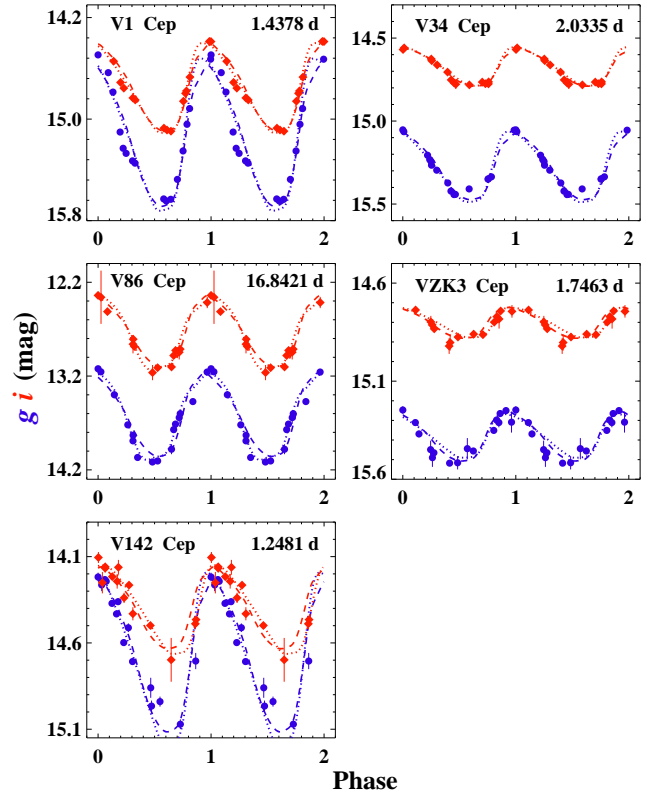 V1 Cep 1.4378 d
14.2
15.0
15.8
0 1 2
V34 Cep 2.0335 d
14.5
15.0
15.5
0 1 2
V86 Cep 16.8421 d
12.2
13.2
14.2
0 1 2
VZK3 Cep 1.7463 d
14.6
15.1
15.6
0 1 2
V142 Cep 1.2481 d
14.1
14.6
15.1
0 1 2
g i (mag)
Phase